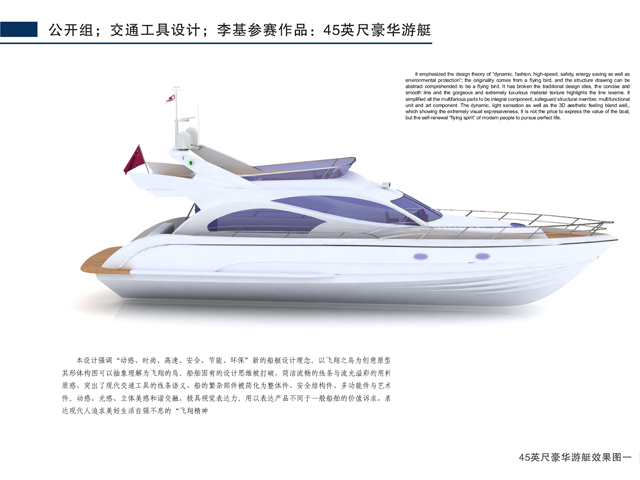 公开组；交通工具设计；李基参赛作品：45英尺豪华游艇
It emphasized the design theory of "dynamic, fashion, high-speed, safety, energy saving as well as
environmental protection"; the originality comes from a flying bird, and the structure drawing can be
abstract comprehended to be a flying bird. It has broken the traditional design idea, the concise and
smooth line and the gorgeous and extremely luxurious material texture highlights the line lexeme. It
simplified all the multifarious parts to be integral component, safeguard structural member, multifunctional
unit and art component. The dynamic, light sensation as well as the 3D aesthetic feeling blend well.,
which showing the extremely visual expressiveness. It is not the price to express the value of the boat,
but the self-renewal "flying spirit" of modern people to pursue perfect life.
本设计强调“动感、时尚，高速，安全，节能、环保”新的船艇设计理念，以飞翔之鸟为创意原型
其形体构图可以抽象理解为飞翔的鸟，船舶固有的设计思维被打破，简洁流畅的线条与流光溢彩的用料
质感，突出了现代交通工具的线条语义，船的繁杂部件被简化为整体件、安全结构件、多功能件与艺术
件，动感、光感、立体美感和谐交融，极具视觉表达力，用以表达产品不同于一般船舶的价值诉求：表
达现代人追求美好生活自强不息的“飞翔精神
45英尺豪华游艇效果图一